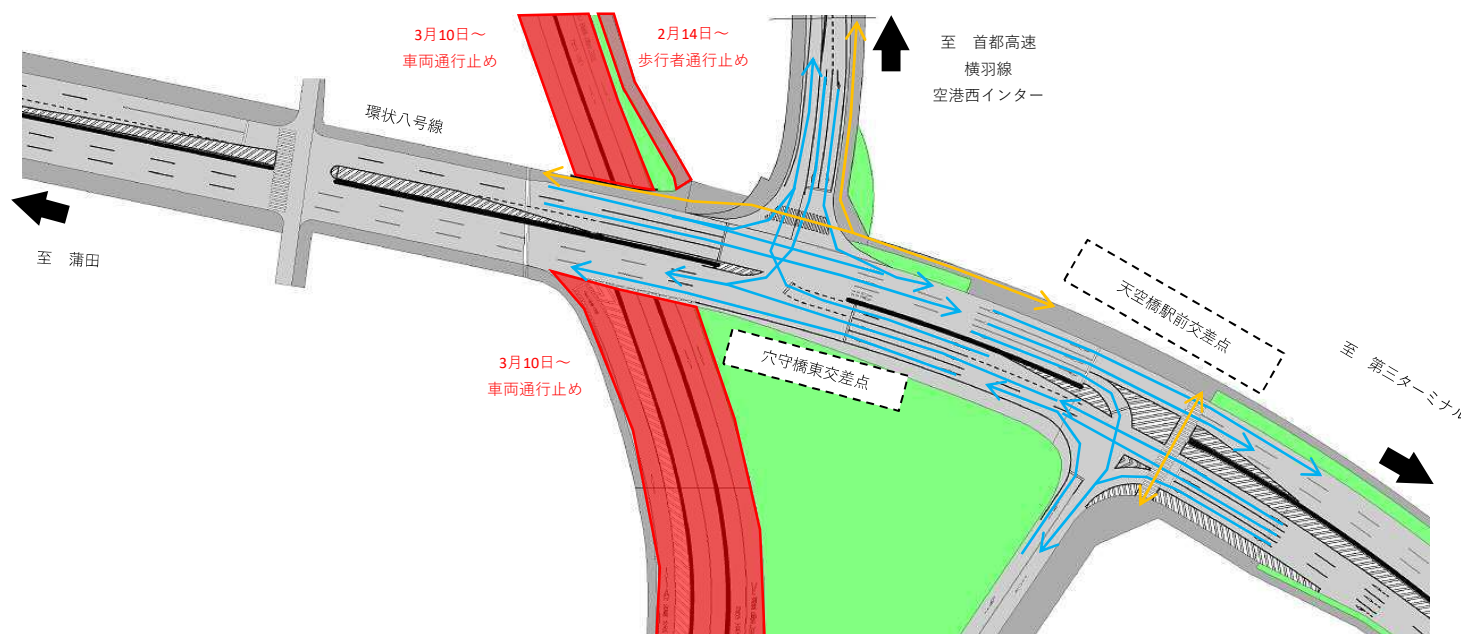 3月10日～
車両通行止め
2月14日～
歩行者通行止め
至　首都高速
横羽線
空港西インター
環状八号線
至　蒲田
天空橋駅前交差点
至　第三ターミナル
穴守橋東交差点
3月10日～
車両通行止め